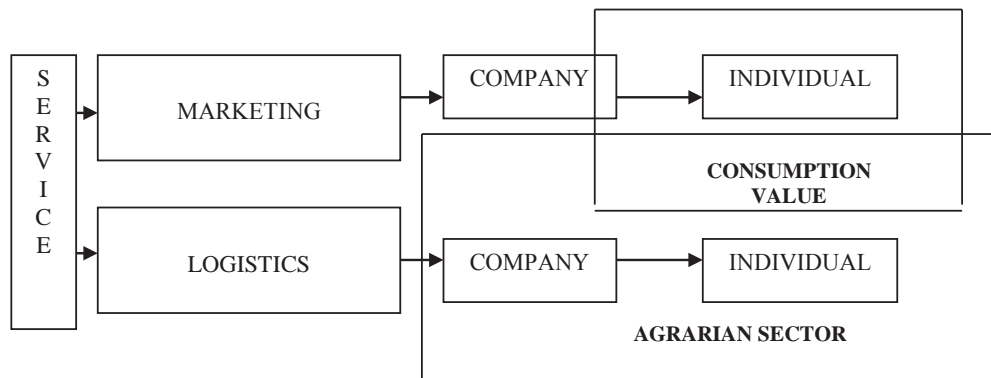 S
E
R
V
I
C
E
MARKETING
COMPANY
INDIVIDUAL
CONSUMPTION
VALUE
LOGISTICS
COMPANY
INDIVIDUAL
AGRARIAN SECTOR